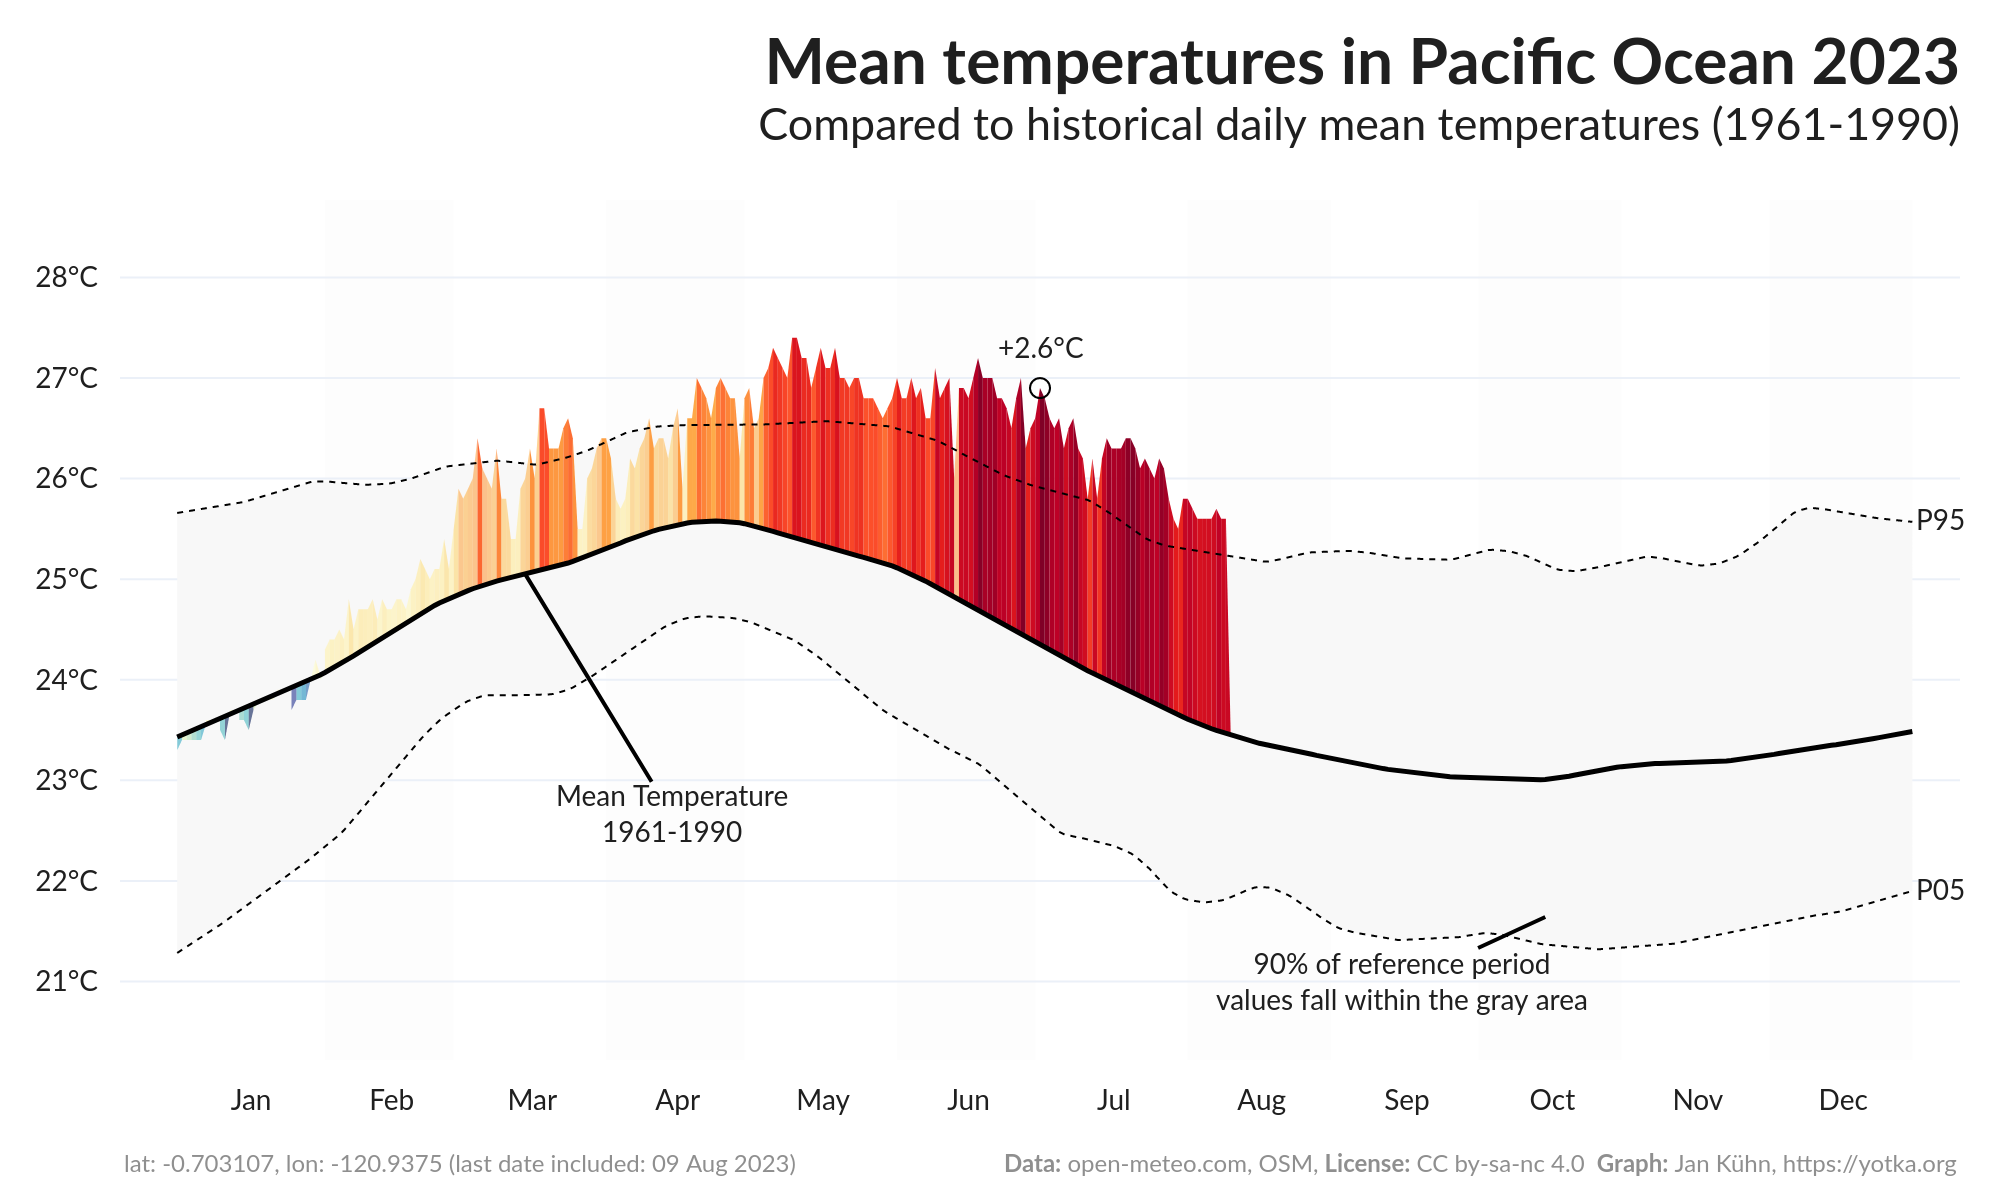 Mean temperatures in Pacific Ocean 2023
Compared to historical daily mean temperatures (1961-1990)
28°C
+2.6°C
27°C
26°C
P95
25°C
24°C
23°C
Mean Temperature
1961-1990
22°C
P05
90% of reference period
21°C
values fall within the gray area
Jan Feb Mar Apr May Jun Jul Aug Sep Oct Nov Dec
lat: -0.703107, lon: -120.9375 (last date included: 09 Aug 2023)
Data: open-meteo.com, OSM, License: CC by-sa-nc 4.0 Graph: Jan Kühn, https://yotka.org